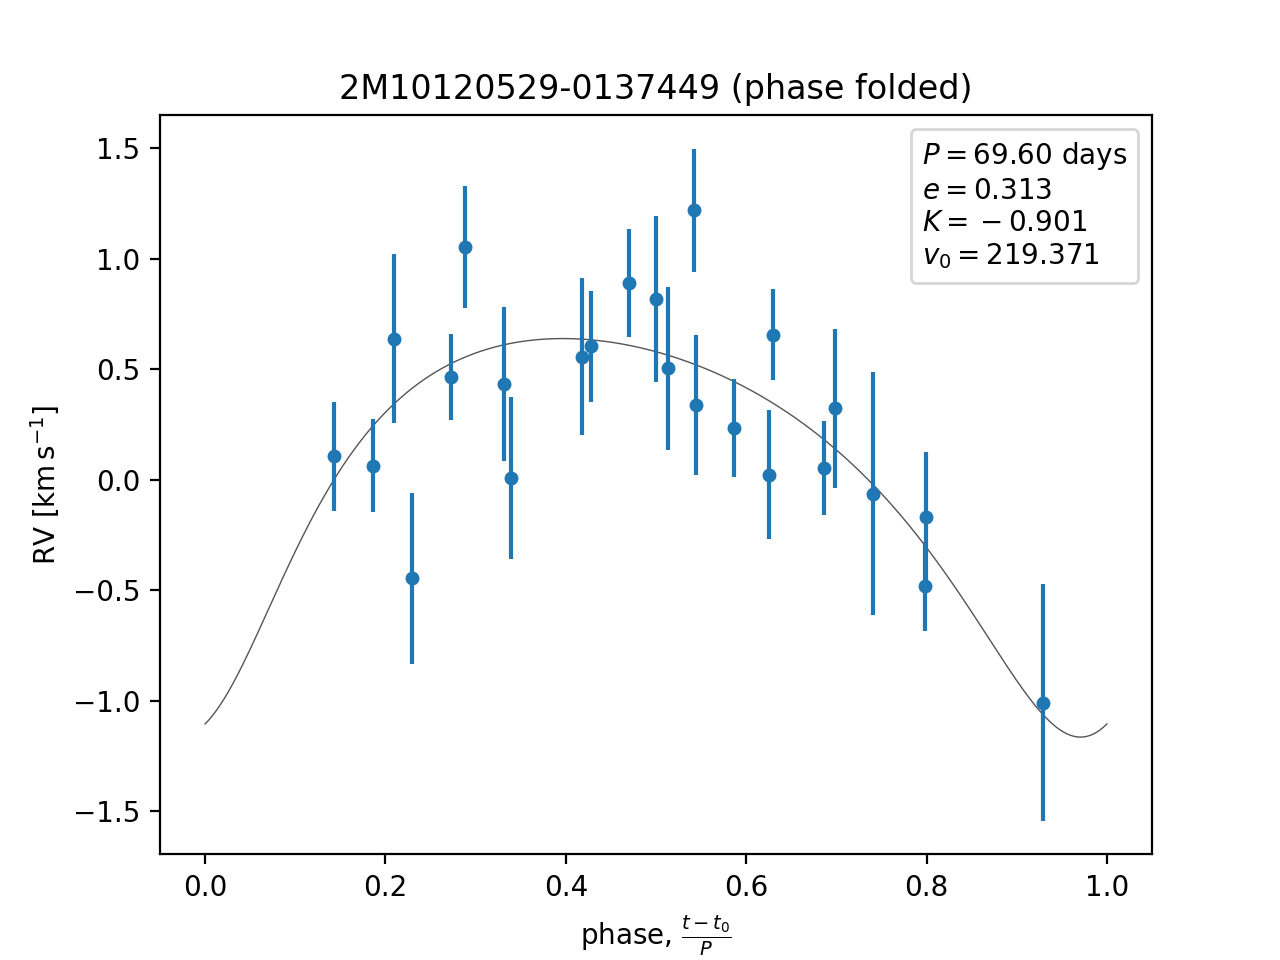 2M10120529-0137449 (phase folded)
P = 69.60 days
e = 0.313
K = −0.901
v₀ = 219.371
RV [km s⁻¹]
1.5
1.0
0.5
0.0
−0.5
−1.0
−1.5
0.0 0.2 0.4 0.6 0.8 1.0
phase, (t − t₀)/P